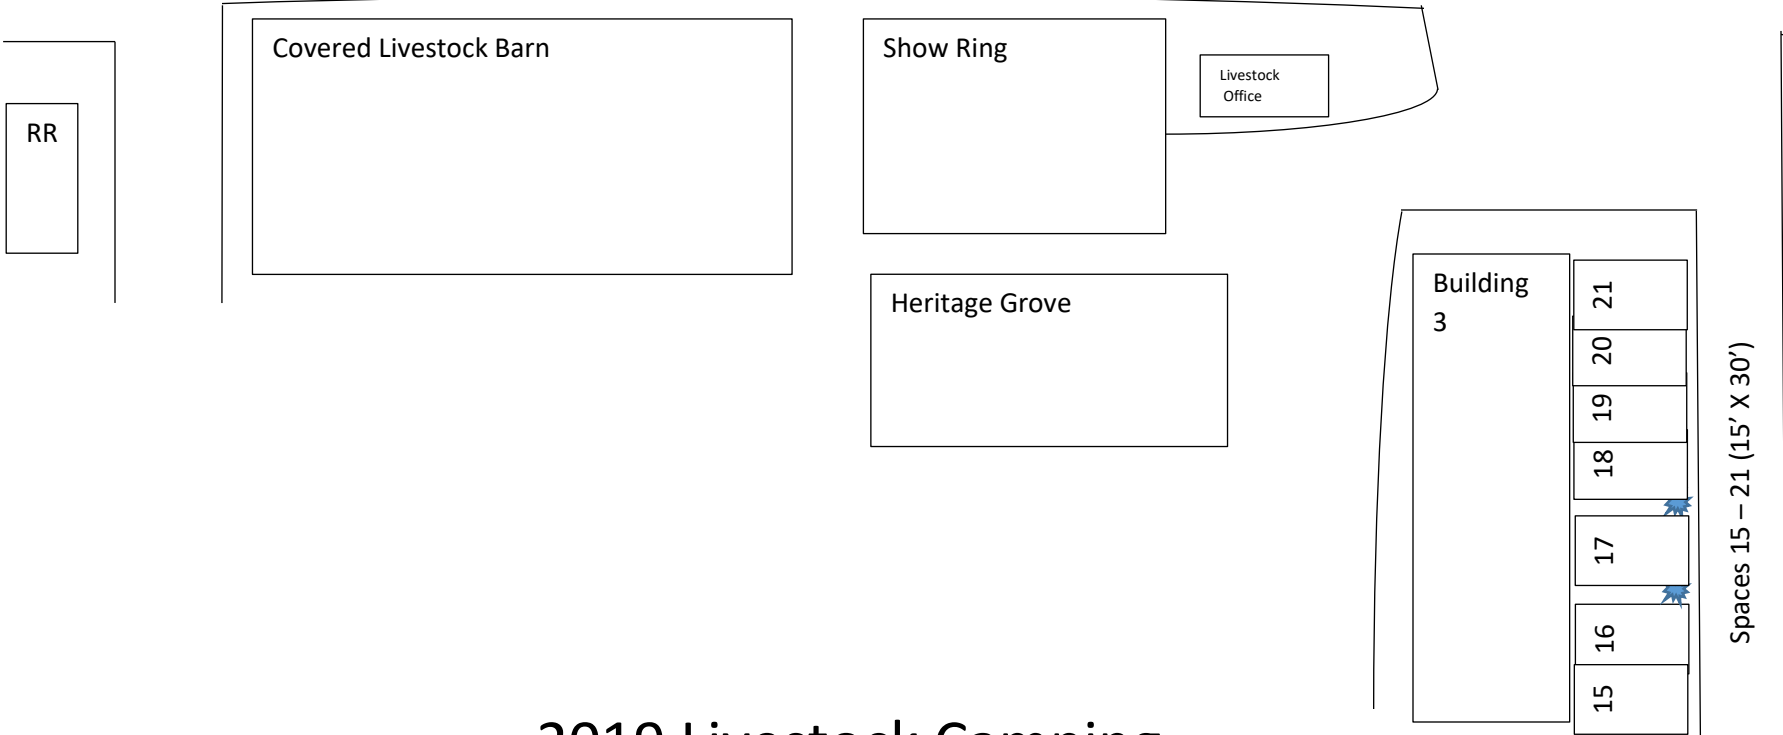 Covered Livestock Barn
Show Ring
Livestock
Office
RR
Building
3
Heritage Grove
21
20
19
18
17
16
15
Spaces 15 – 21 (15’ X 30’)
2019 Livestock Camping